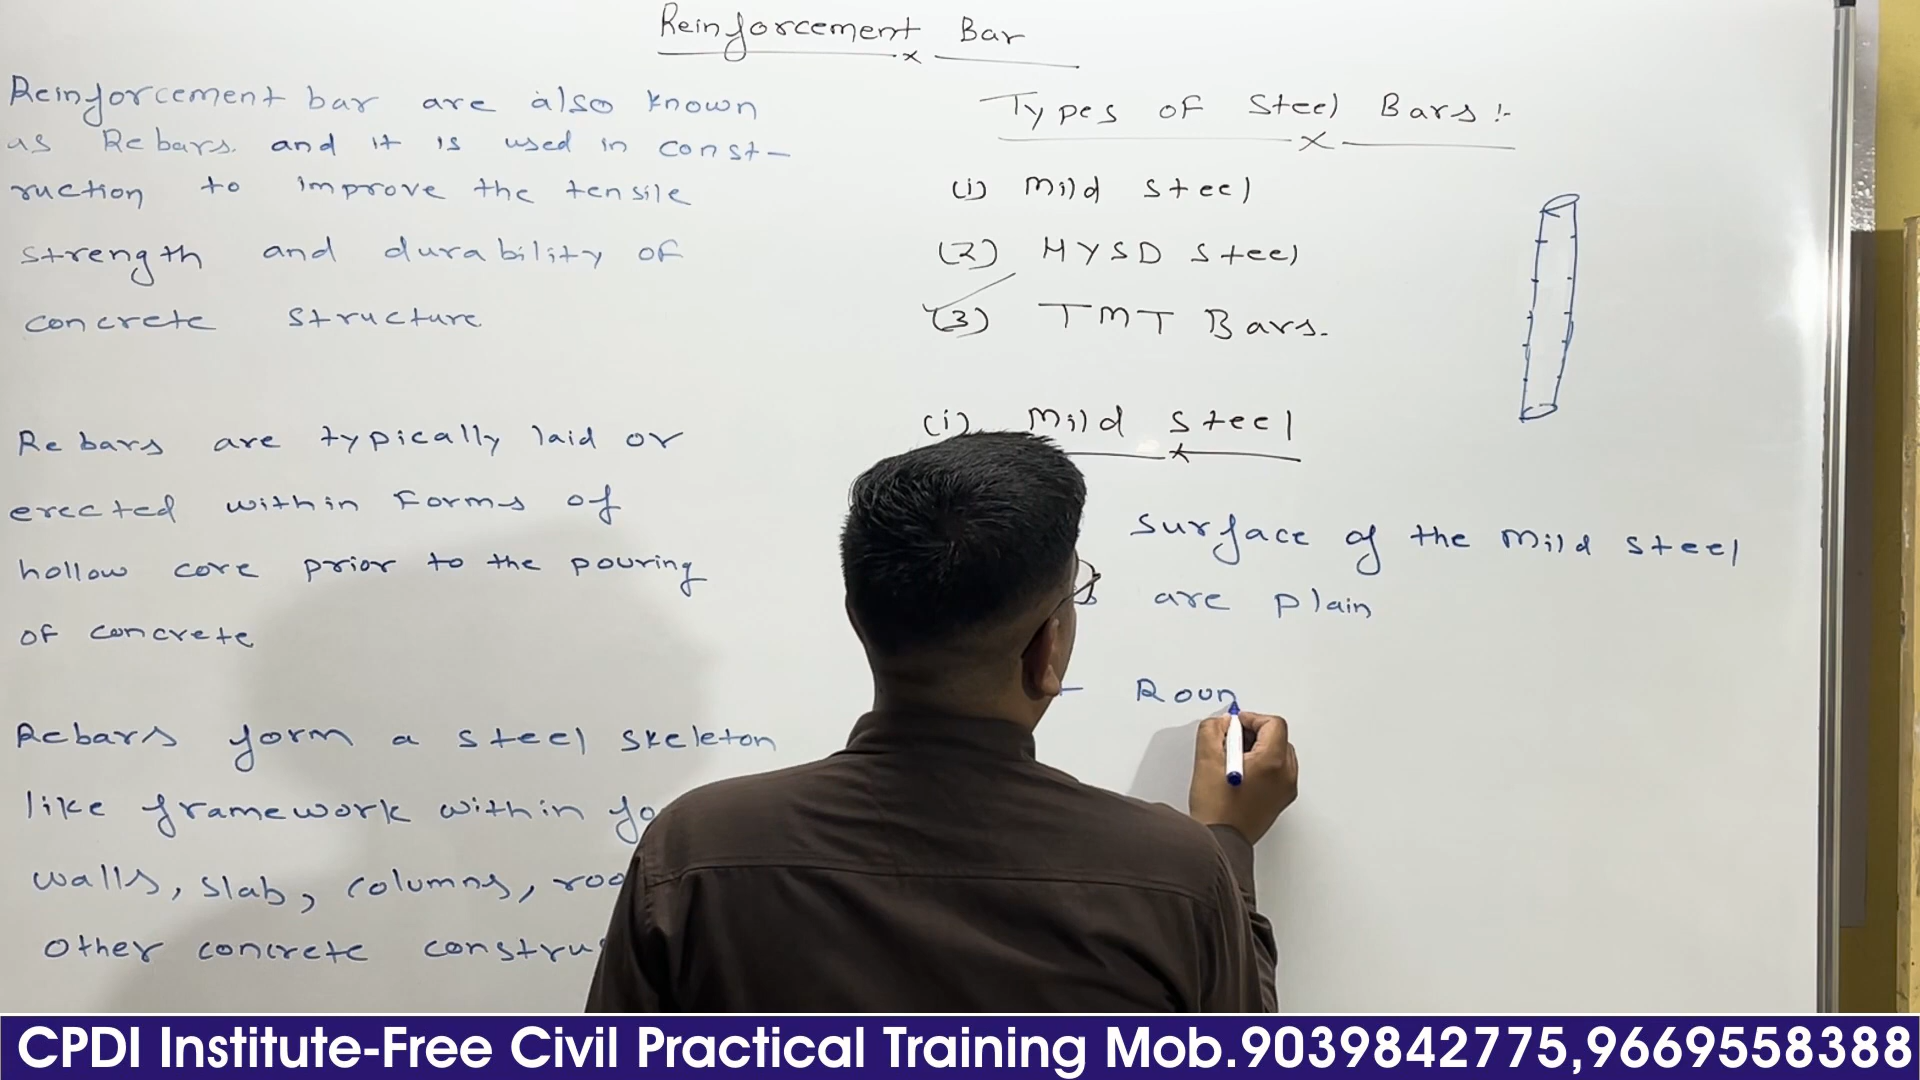 Reinforcement Bar
Reinforcement bar are also known
as Rebars. and it is used in const-
ruction to improve the tensile
strength and durability of
concrete structure
Rebars are typically laid or
erected within Forms of
hollow core prior to the pouring
of concrete
Rebars form a steel skeleton
like framework within fo
walls, slab, columns, roo
other concrete constru
Types of Steel Bars :-
(i) Mild Steel
(2) HYSD Steel
(3) TMT Bars.
(i) Mild Steel
Surface of the Mild Steel
are plain
- Roun
CPDI Institute-Free Civil Practical Training Mob.9039842775,9669558388